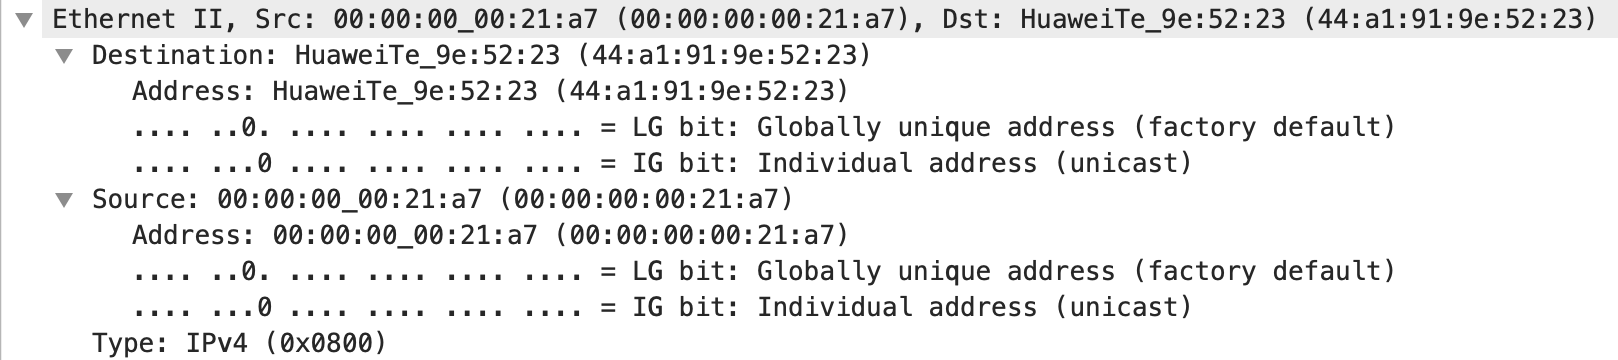 Ethernet II, Src: 00:00:00_00:21:a7 (00:00:00:00:21:a7), Dst: HuaweiTe_9e:52:23 (44:a1:91:9e:52:23)
Destination: HuaweiTe_9e:52:23 (44:a1:91:9e:52:23)
Address: HuaweiTe_9e:52:23 (44:a1:91:9e:52:23)
.... ..0. .... .... .... .... = LG bit: Globally unique address (factory default)
.... ...0 .... .... .... .... = IG bit: Individual address (unicast)
Source: 00:00:00_00:21:a7 (00:00:00:00:21:a7)
Address: 00:00:00_00:21:a7 (00:00:00:00:21:a7)
.... ..0. .... .... .... .... = LG bit: Globally unique address (factory default)
.... ...0 .... .... .... .... = IG bit: Individual address (unicast)
Type: IPv4 (0x0800)